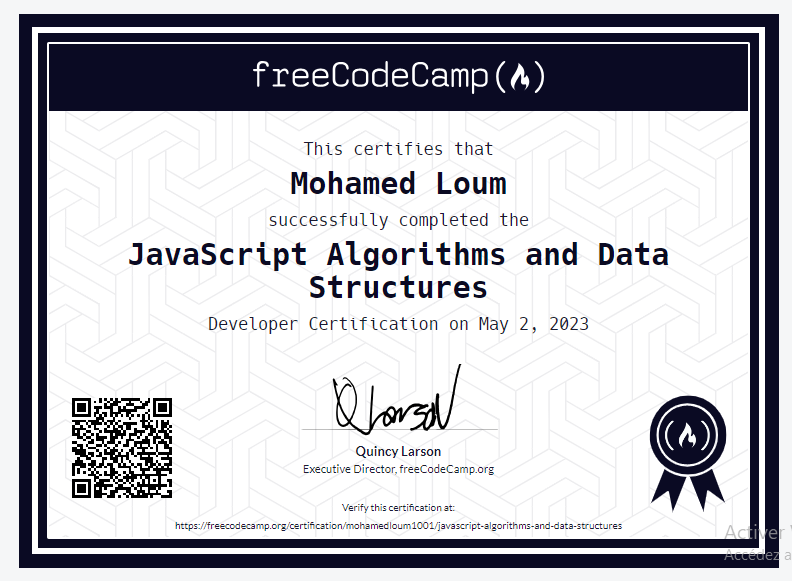 freeCodeCamp(🔥)
This certifies that
Mohamed Loum
successfully completed the
JavaScript Algorithms and Data
Structures
Developer Certification on May 2, 2023
QLarson
Quincy Larson
Executive Director, freeCodeCamp.org
Verify this certification at:
https://freecodecamp.org/certification/mohamedloum1001/javascript-algorithms-and-data-structures
Activer
Accédez a